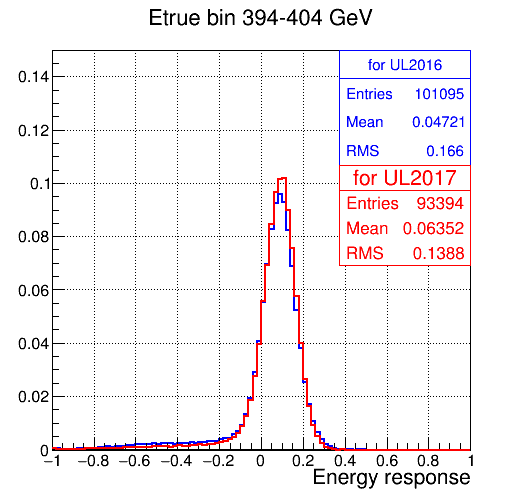 Etrue bin 394-404 GeV
for UL2016
Entries 101095
Mean 0.04721
RMS 0.166
for UL2017
Entries 93394
Mean 0.06352
RMS 0.1388
0.14
0.12
0.1
0.08
0.06
0.04
0.02
0
−1 −0.8 −0.6 −0.4 −0.2 0 0.2 0.4 0.6 0.8 1
Energy response